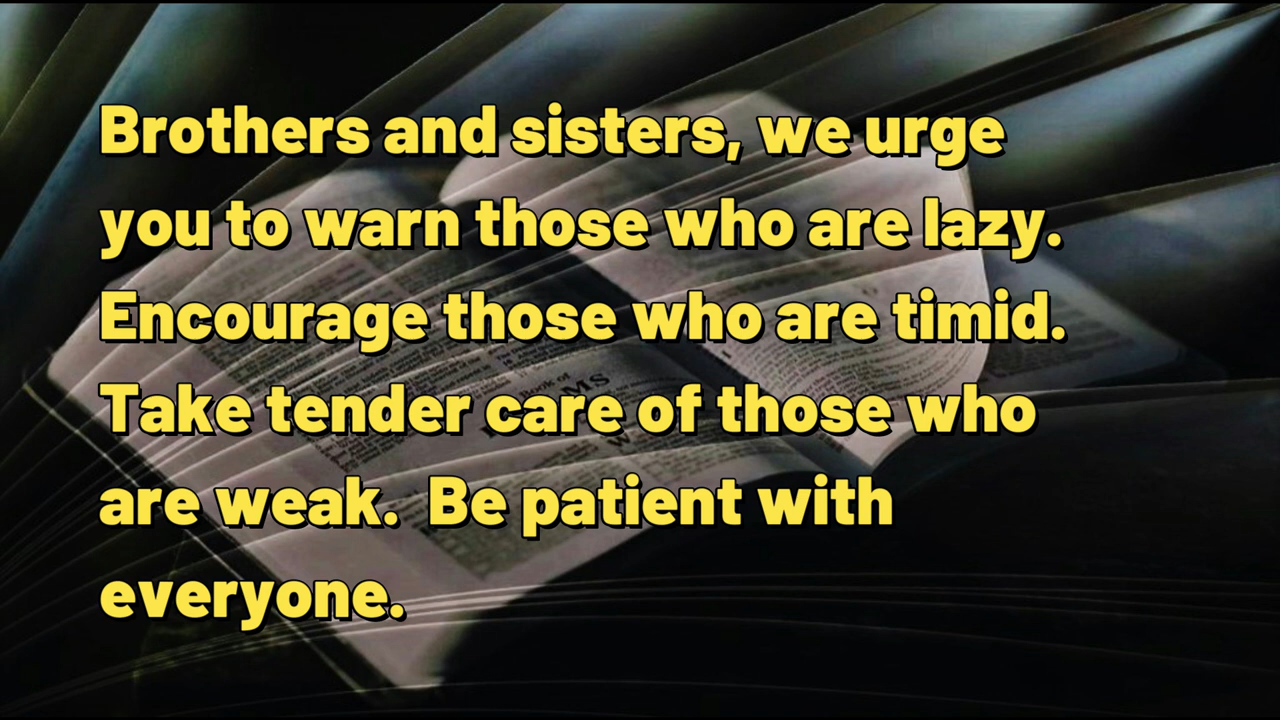 Brothers and sisters, we urge
you to warn those who are lazy.
Encourage those who are timid.
Take tender care of those who
are weak.  Be patient with
everyone.